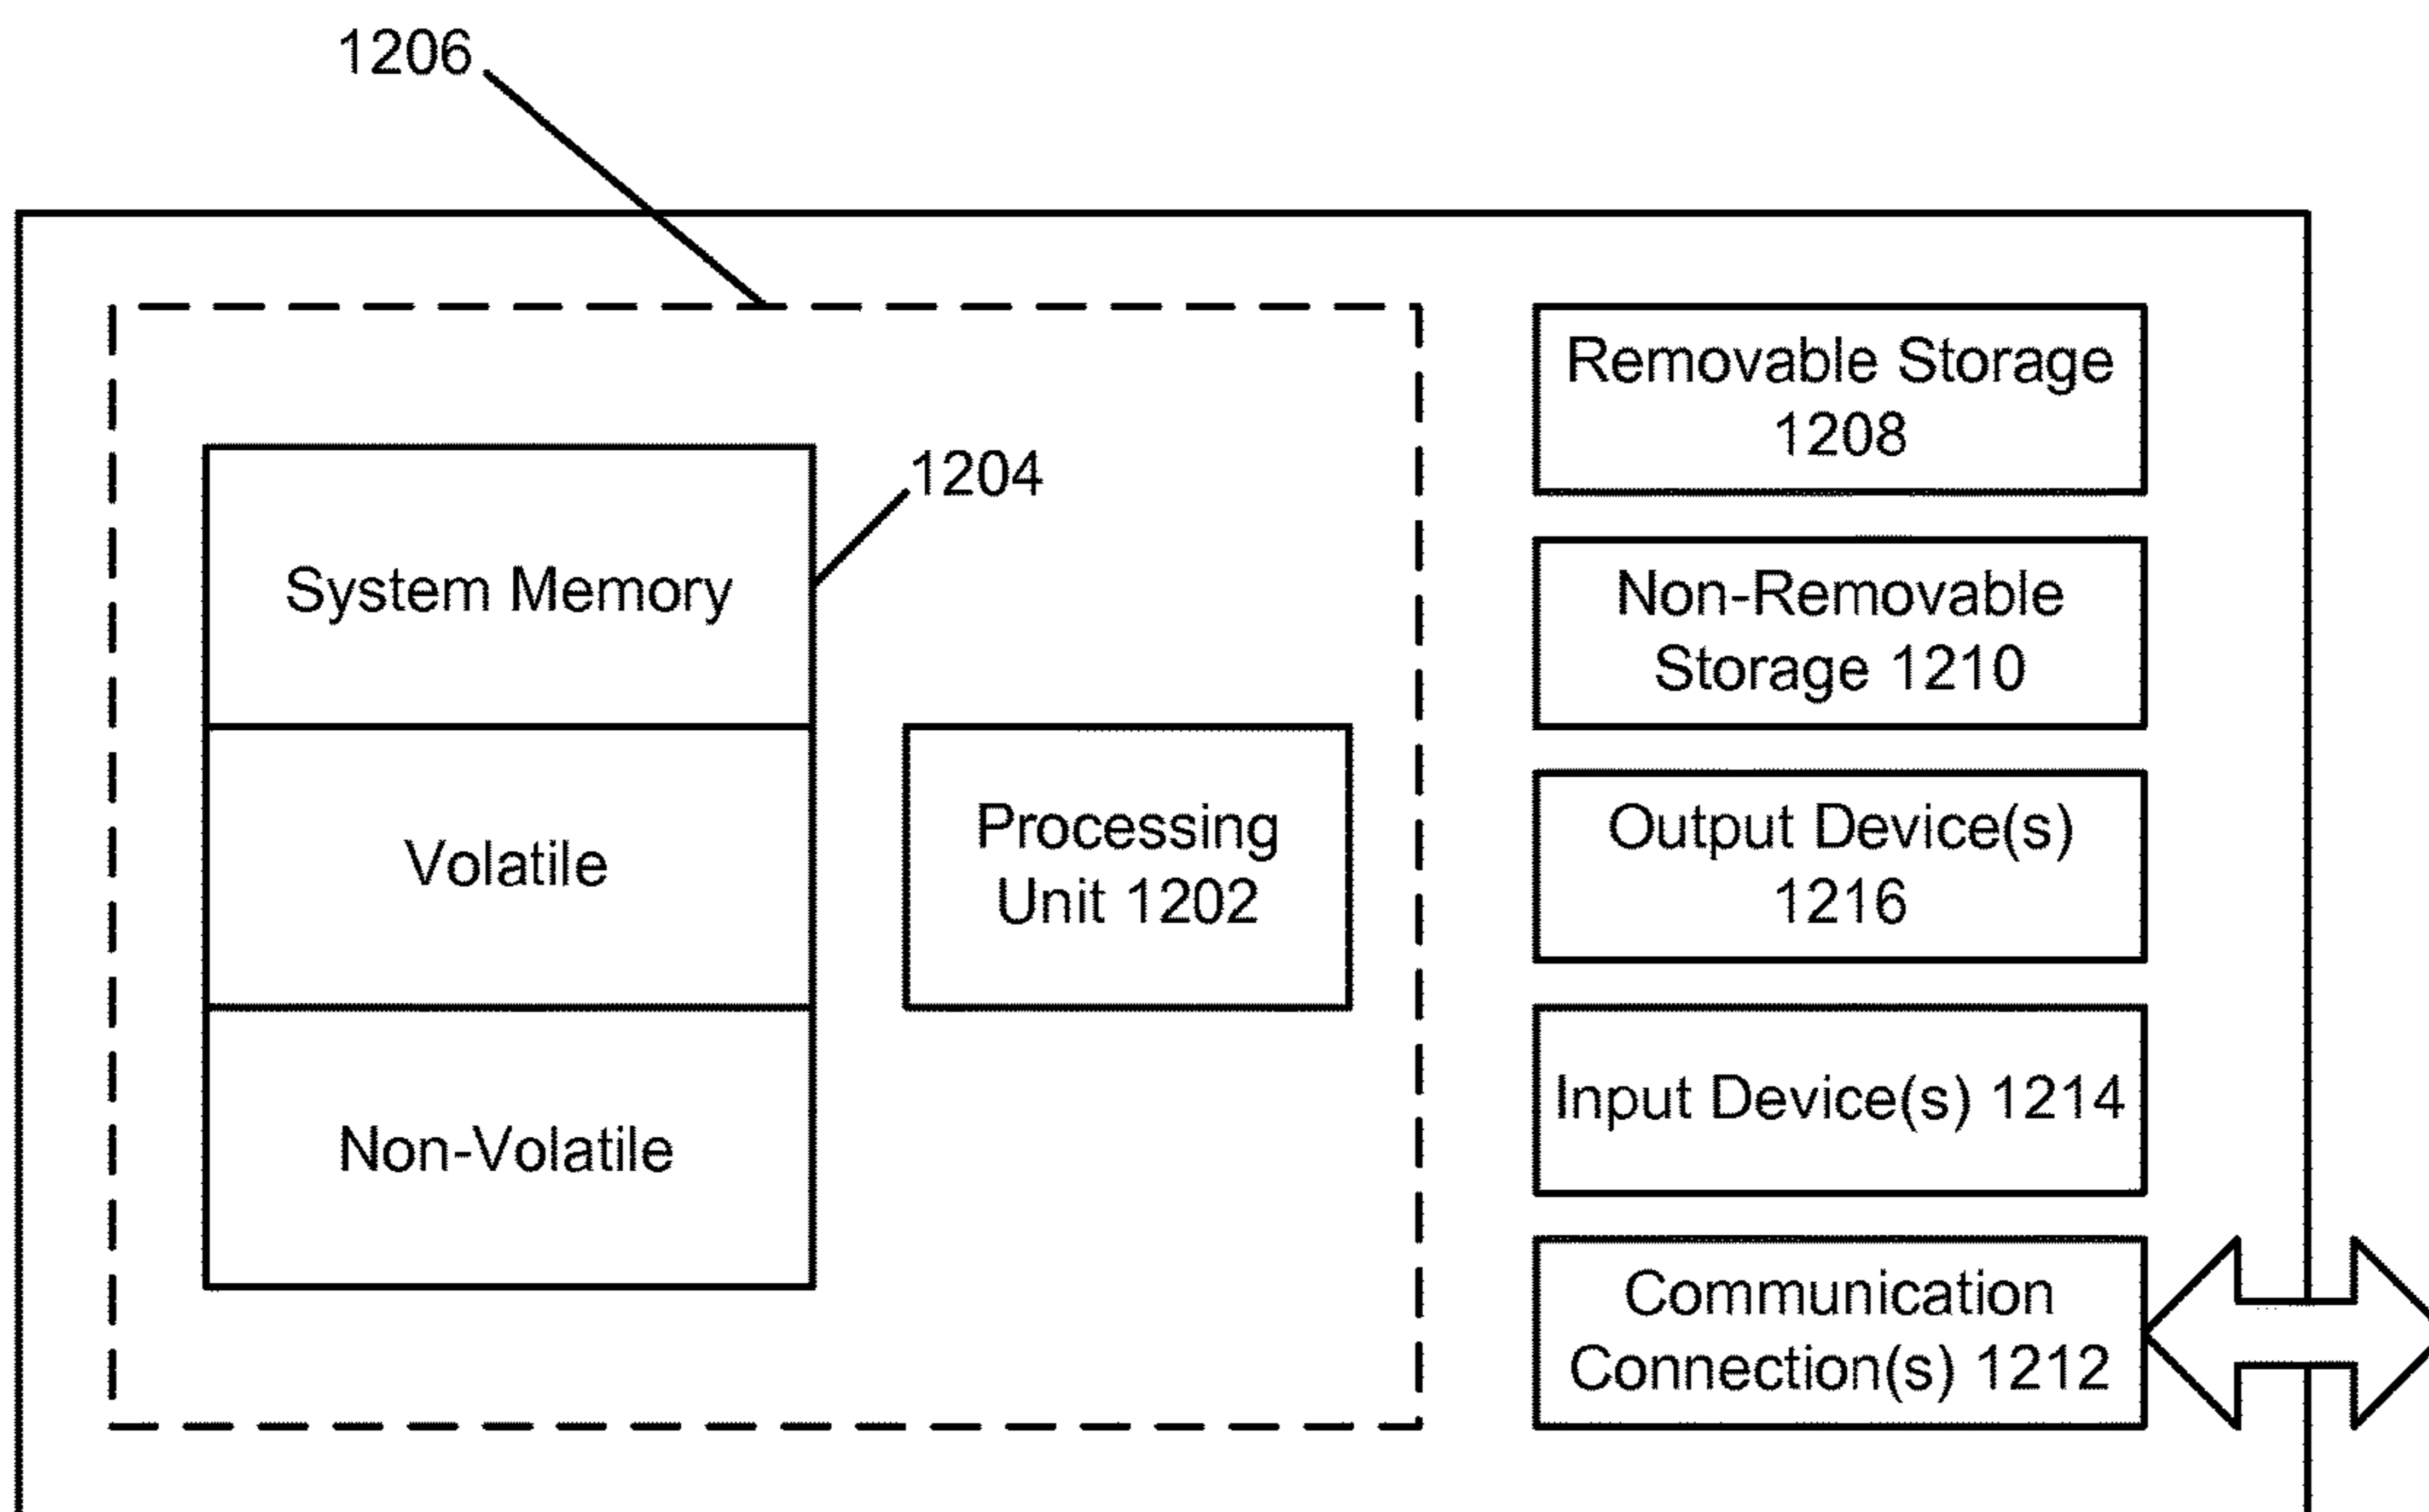 1206
1204
System Memory
Volatile
Non-Volatile
Processing
Unit 1202
Removable Storage
1208
Non-Removable
Storage 1210
Output Device(s)
1216
Input Device(s) 1214
Communication
Connection(s) 1212